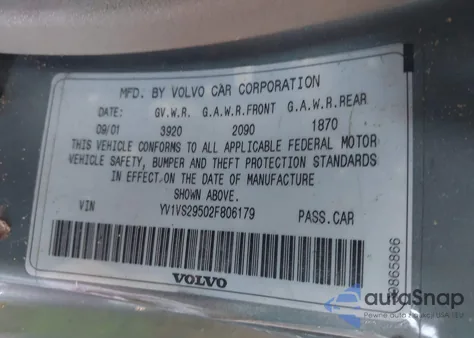 MFD. BY VOLVO CAR CORPORATION
DATE: GV.W.R. G.A.W.R.FRONT G.A.W.R.REAR
09/01 3920 2090 1870
THIS VEHICLE CONFORMS TO ALL APPLICABLE FEDERAL MOTOR
VEHICLE SAFETY, BUMPER AND THEFT PROTECTION STANDARDS
IN EFFECT ON THE DATE OF MANUFACTURE
SHOWN ABOVE.
VIN YV1VS29502F806179 PASS.CAR
VOLVO
865866
autoSnap